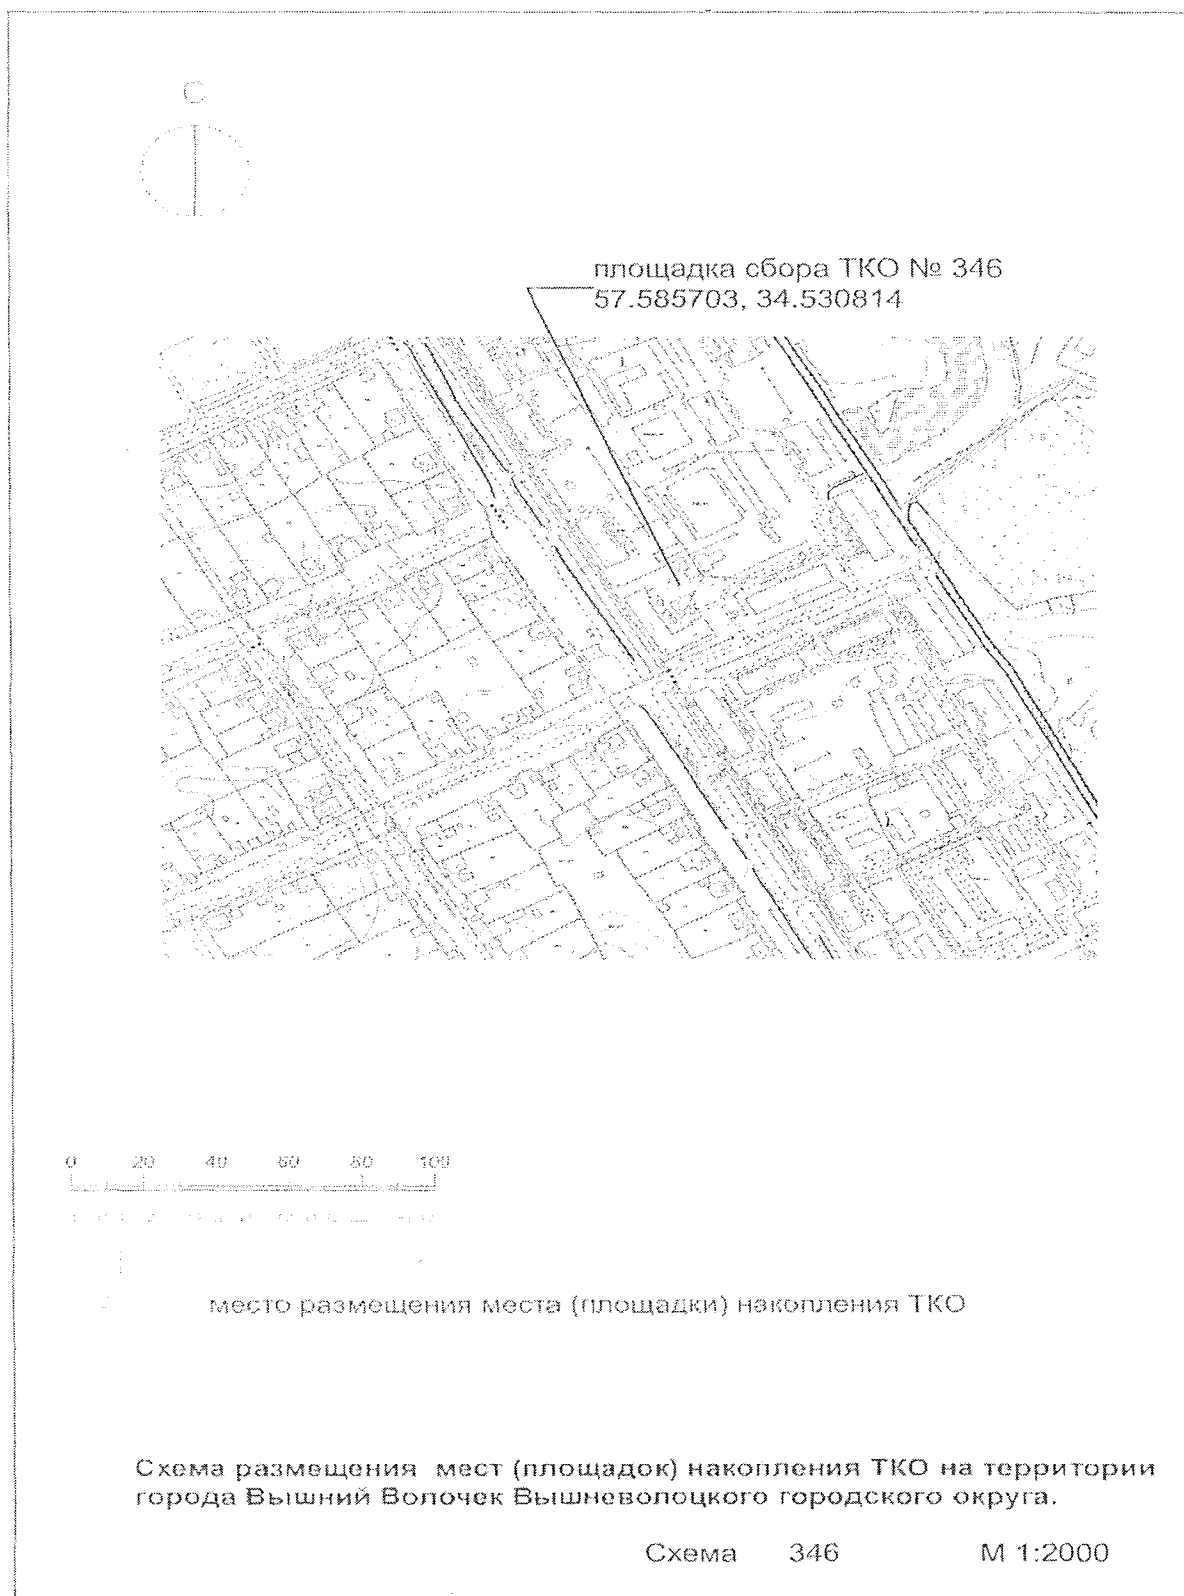 С
площадка сбора ТКО № 346
57.585703, 34.530814
0 20 40 60 80 100
место размещения места (площадки) накопления ТКО
Схема размещения мест (площадок) накопления ТКО на территории
города Вышний Волочек Вышневолоцкого городского округа.
Схема 346 М 1:2000